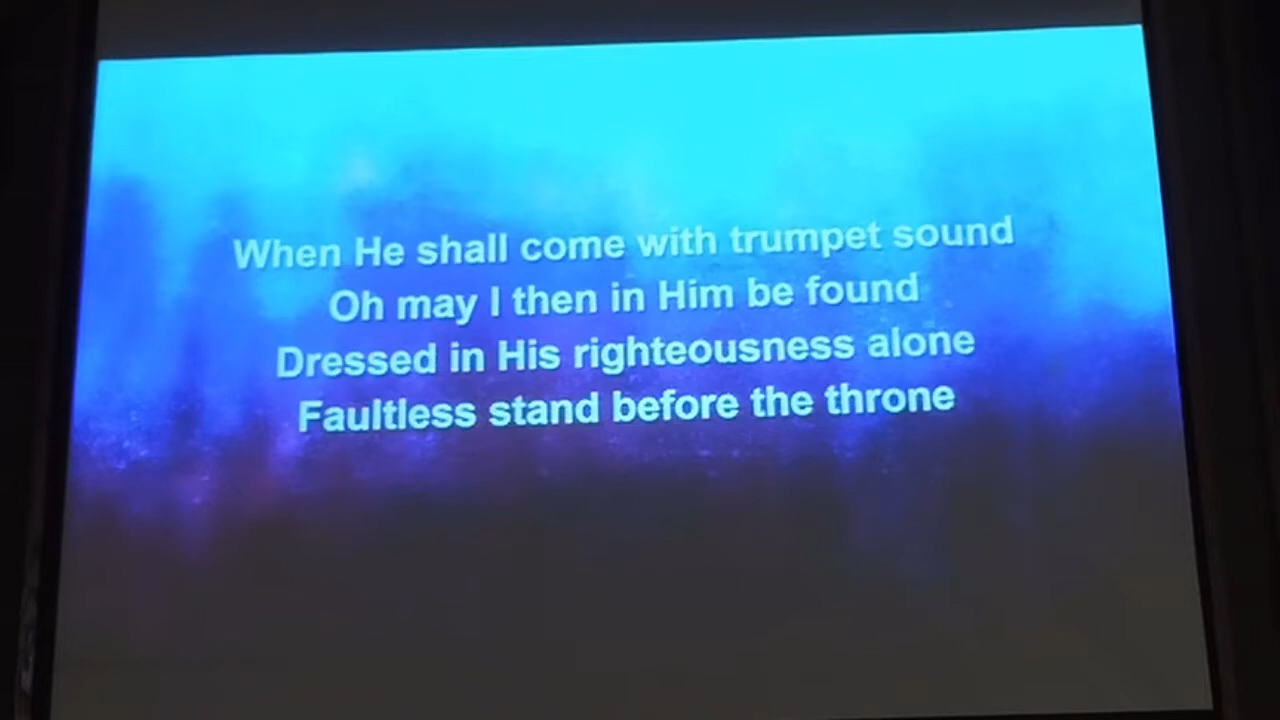 When He shall come with trumpet sound
Oh may I then in Him be found
Dressed in His righteousness alone
Faultless stand before the throne